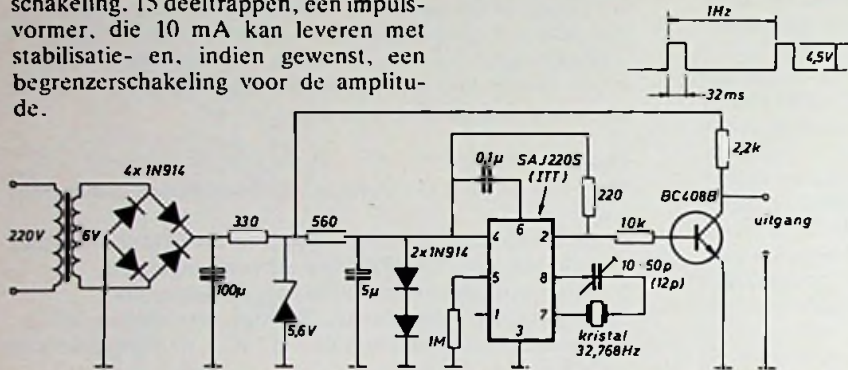 schakeling. 15 deeltrappen, een impuls-
vormer. die 10 mA kan leveren met
stabilisatie- en, indien gewenst, een
begrenzerschakeling voor de amplitu-
de.
1Hz
4,5V
32ms
4x 1N914
220V
6V
330
560
100µ
5,6V
5µ
2x1N914
0,1µ
SAJ220S
(ITT)
220
4
6
2
5
8
1
7
3
1M
10k
BC408B
2,2k
uitgang
10-50p
(12p)
kristal
32,768Hz